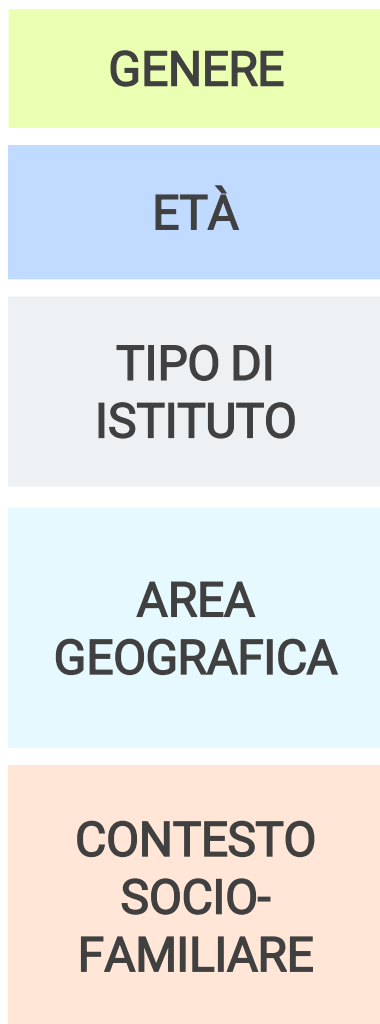 GENERE
ETÀ
TIPO DI
ISTITUTO
AREA
GEOGRAFICA
CONTESTO
SOCIO-
FAMILIARE